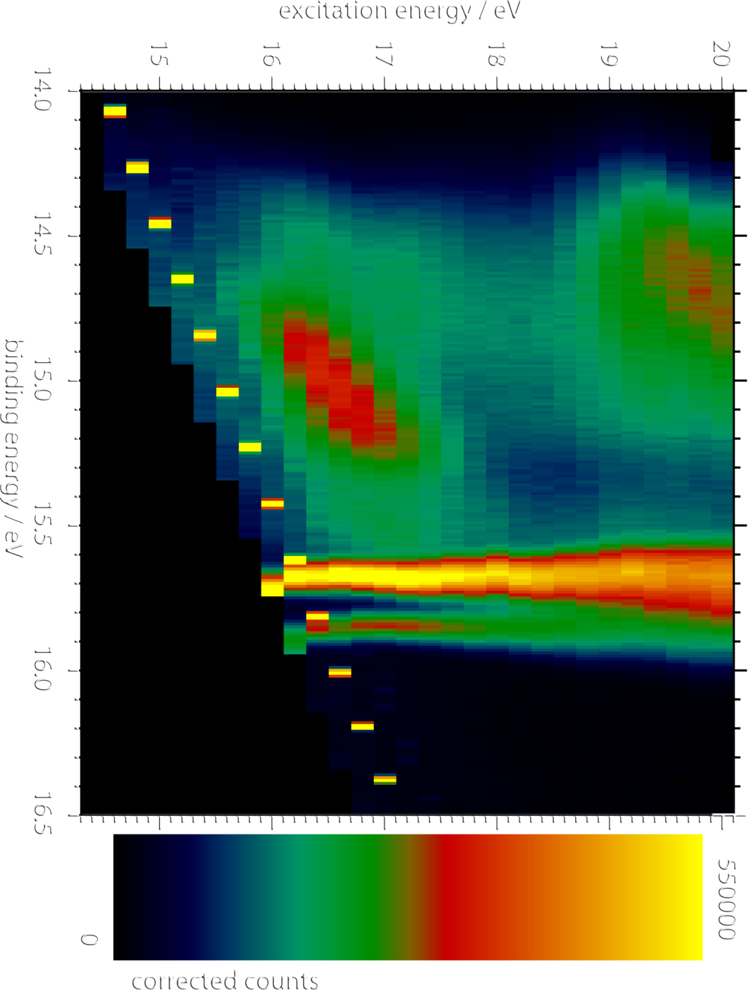 excitation energy / eV
15 16 17 18 19 20
14.0
14.5
15.0
15.5
16.0
16.5
binding energy / eV
0
550000
corrected counts